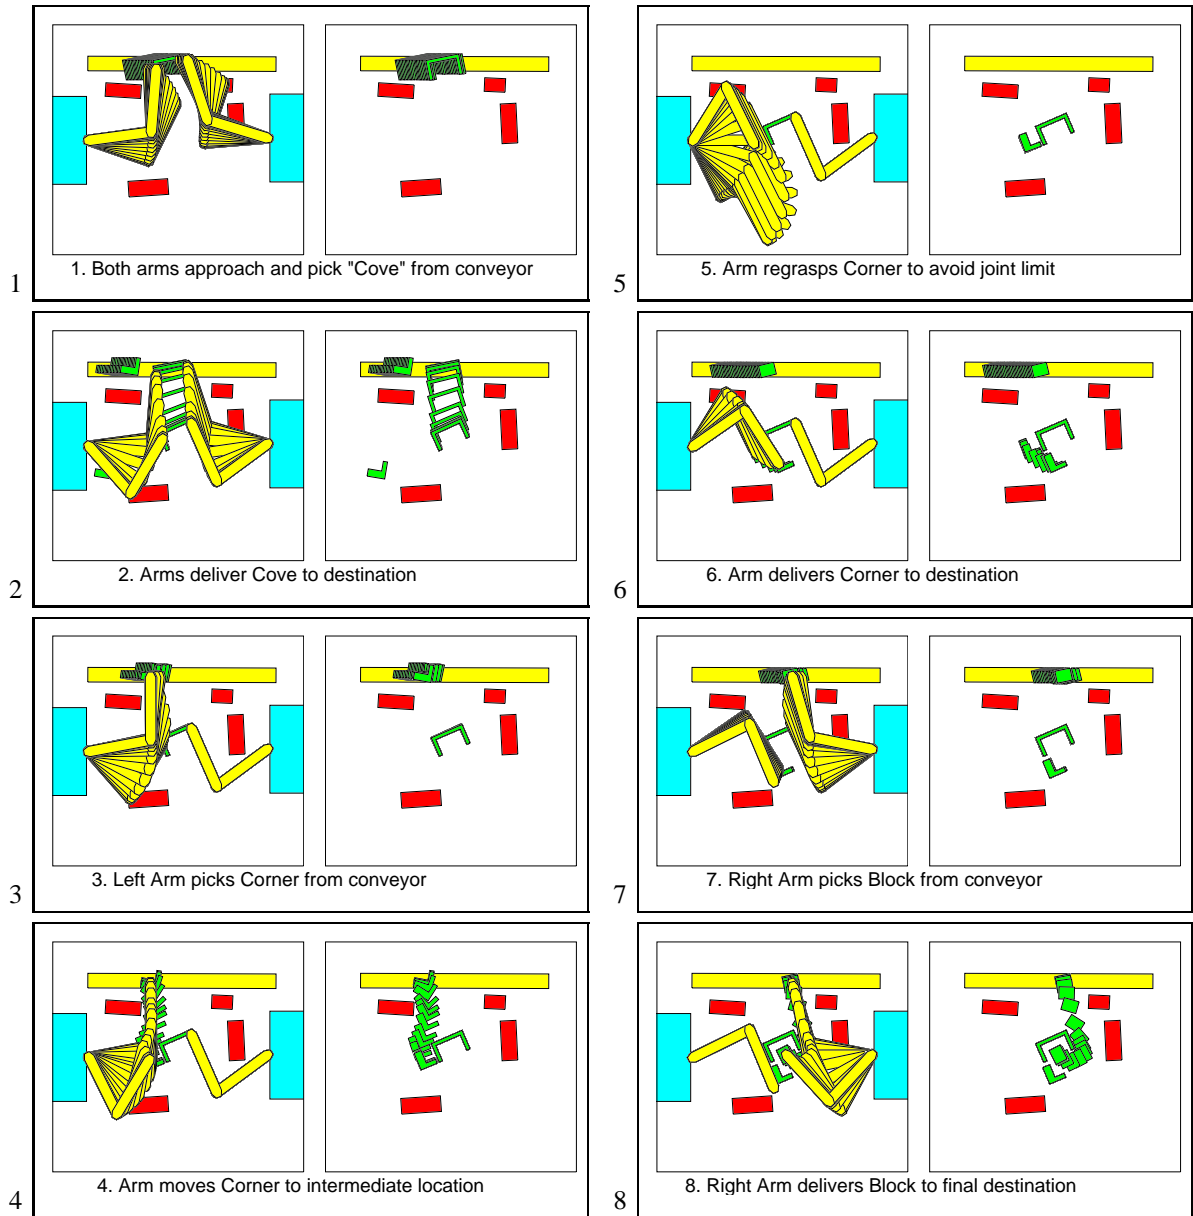 1. Both arms approach and pick "Cove" from conveyor
1
2. Arms deliver Cove to destination
2
3. Left Arm picks Corner from conveyor
3
4. Arm moves Corner to intermediate location
4
5. Arm regrasps Corner to avoid joint limit
5
6. Arm delivers Corner to destination
6
7. Right Arm picks Block from conveyor
7
8. Right Arm delivers Block to final destination
8